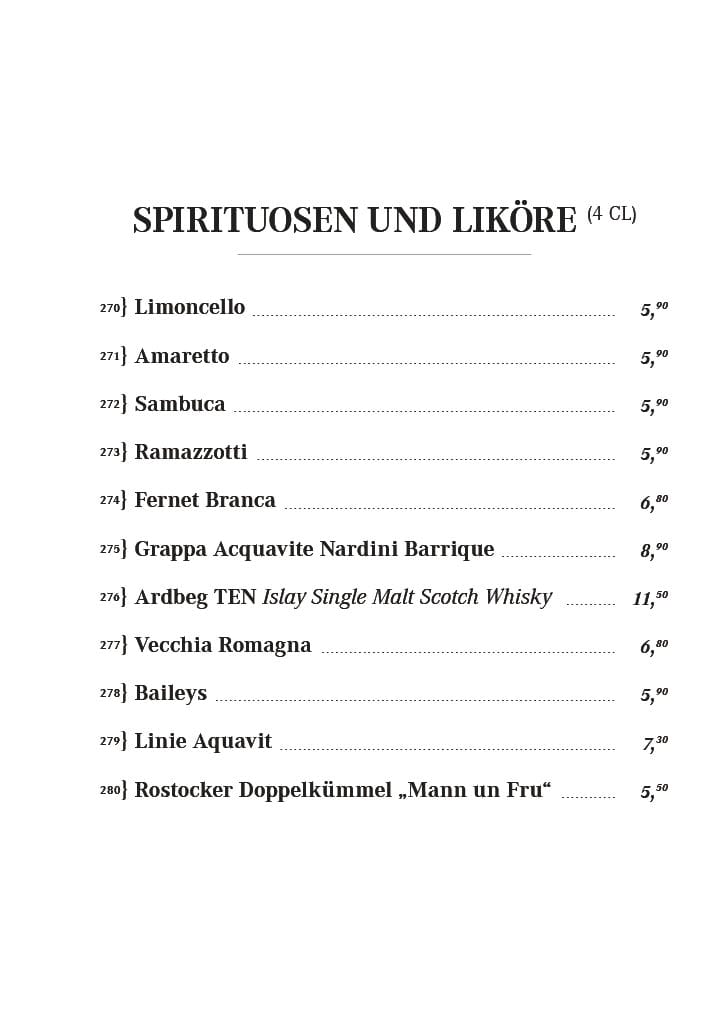 SPIRITUOSEN UND LIKÖRE (4 CL)
270} Limoncello 5,90
271} Amaretto 5,90
272} Sambuca 5,90
273} Ramazzotti 5,90
274} Fernet Branca 6,80
275} Grappa Acquavite Nardini Barrique 8,90
276} Ardbeg TEN Islay Single Malt Scotch Whisky 11,50
277} Vecchia Romagna 6,80
278} Baileys 5,90
279} Linie Aquavit 7,30
280} Rostocker Doppelkümmel „Mann un Fru“ 5,50